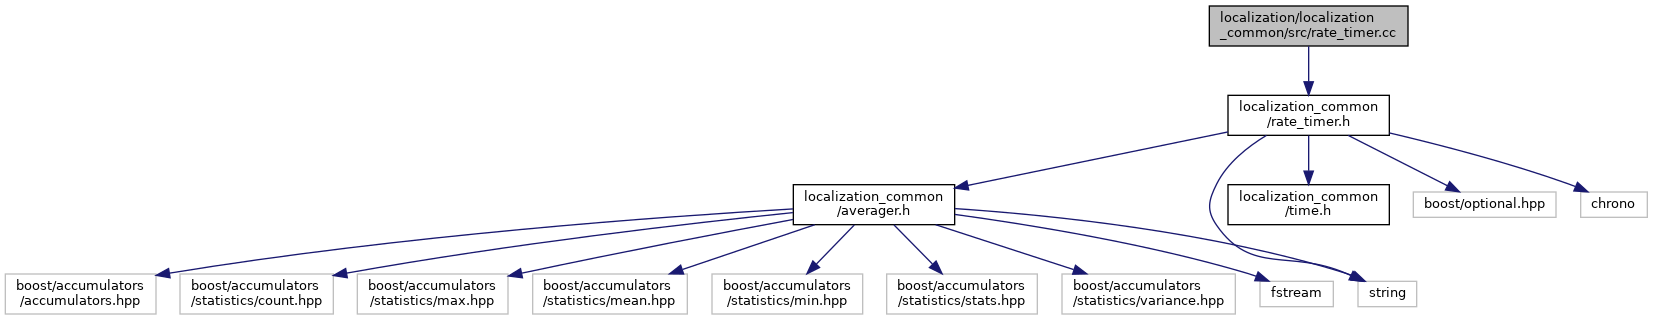 localization/localization
_common/src/rate_timer.cc
localization_common
/rate_timer.h
localization_common
/averager.h
localization_common
/time.h
boost/optional.hpp
chrono
boost/accumulators
/accumulators.hpp
boost/accumulators
/statistics/count.hpp
boost/accumulators
/statistics/max.hpp
boost/accumulators
/statistics/mean.hpp
boost/accumulators
/statistics/min.hpp
boost/accumulators
/statistics/stats.hpp
boost/accumulators
/statistics/variance.hpp
fstream
string